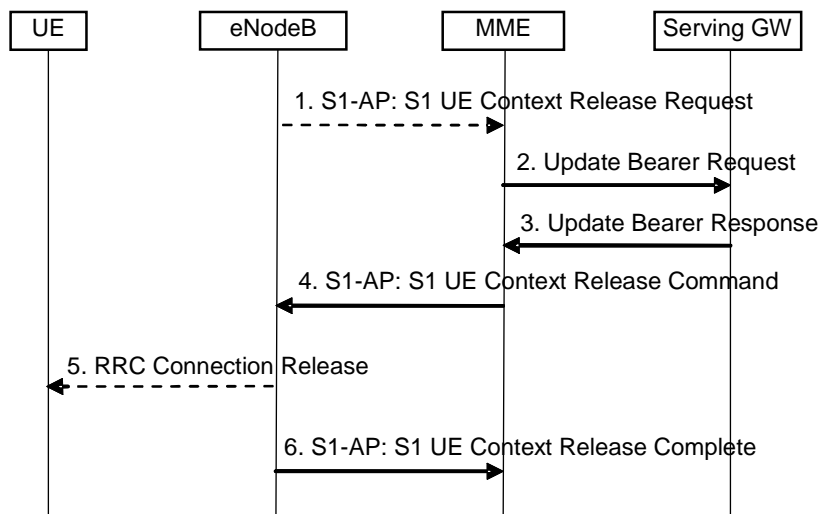 UE
eNodeB
MME
Serving GW
1. S1-AP: S1 UE Context Release Request
2. Update Bearer Request
3. Update Bearer Response
4. S1-AP: S1 UE Context Release Command
5. RRC Connection Release
6. S1-AP: S1 UE Context Release Complete